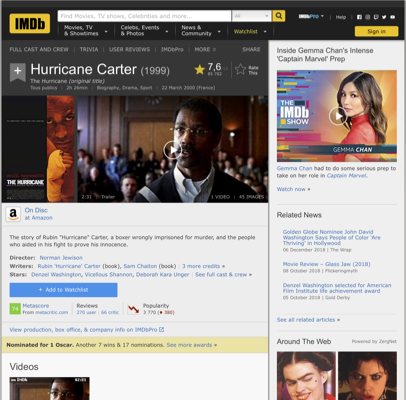 IMDb
Find Movies, TV shows, Celebrities and more...
All
IMDbPro
Help
Movies, TV
& Showtimes
Celebs, Events
& Photos
News &
Community
Watchlist
Sign in
FULL CAST AND CREW | TRIVIA | USER REVIEWS | IMDbPro | MORE
SHARE
Hurricane Carter (1999)
The Hurricane (original title)
Tous publics | 2h 26min | Biography, Drama, Sport | 22 March 2000 (France)
7,6
Rate
This
THE HURRICANE
2:31 Trailer
1 VIDEO | 45 IMAGES
On Disc
at Amazon
The story of Rubin "Hurricane" Carter, a boxer wrongly imprisoned for murder, and the people
who aided in his fight to prove his innocence.
Director: Norman Jewison
Writers: Rubin 'Hurricane' Carter (book), Sam Chaiton (book) 3 more credits »
Stars: Denzel Washington, Vicellous Shannon, Deborah Kara Unger See full cast & crew »
+ Add to Watchlist
74
Metascore
From metacritic.com
Reviews
270 user | 66 critic
Popularity
3 770 ( 380)
View production, box office, & company info on IMDbPro
Nominated for 1 Oscar. Another 7 wins & 17 nominations. See more awards »
Videos
Inside Gemma Chan's Intense
'Captain Marvel' Prep
THE
IMDb
SHOW
GEMMA CHAN
Gemma Chan had to do some serious prep to
take on her role in Captain Marvel.
Watch now »
Related News
Golden Globe Nominee John David
Washington Says People of Color 'Are
Thriving' in Hollywood
06 December 2018 | The Wrap
Movie Review – Glass Jaw (2018)
08 October 2018 | Flickeringmyth
Denzel Washington selected for American
Film Institute life achievement award
05 October 2018 | Gold Derby
See all related articles »
Around The Web
Powered by ZergNet